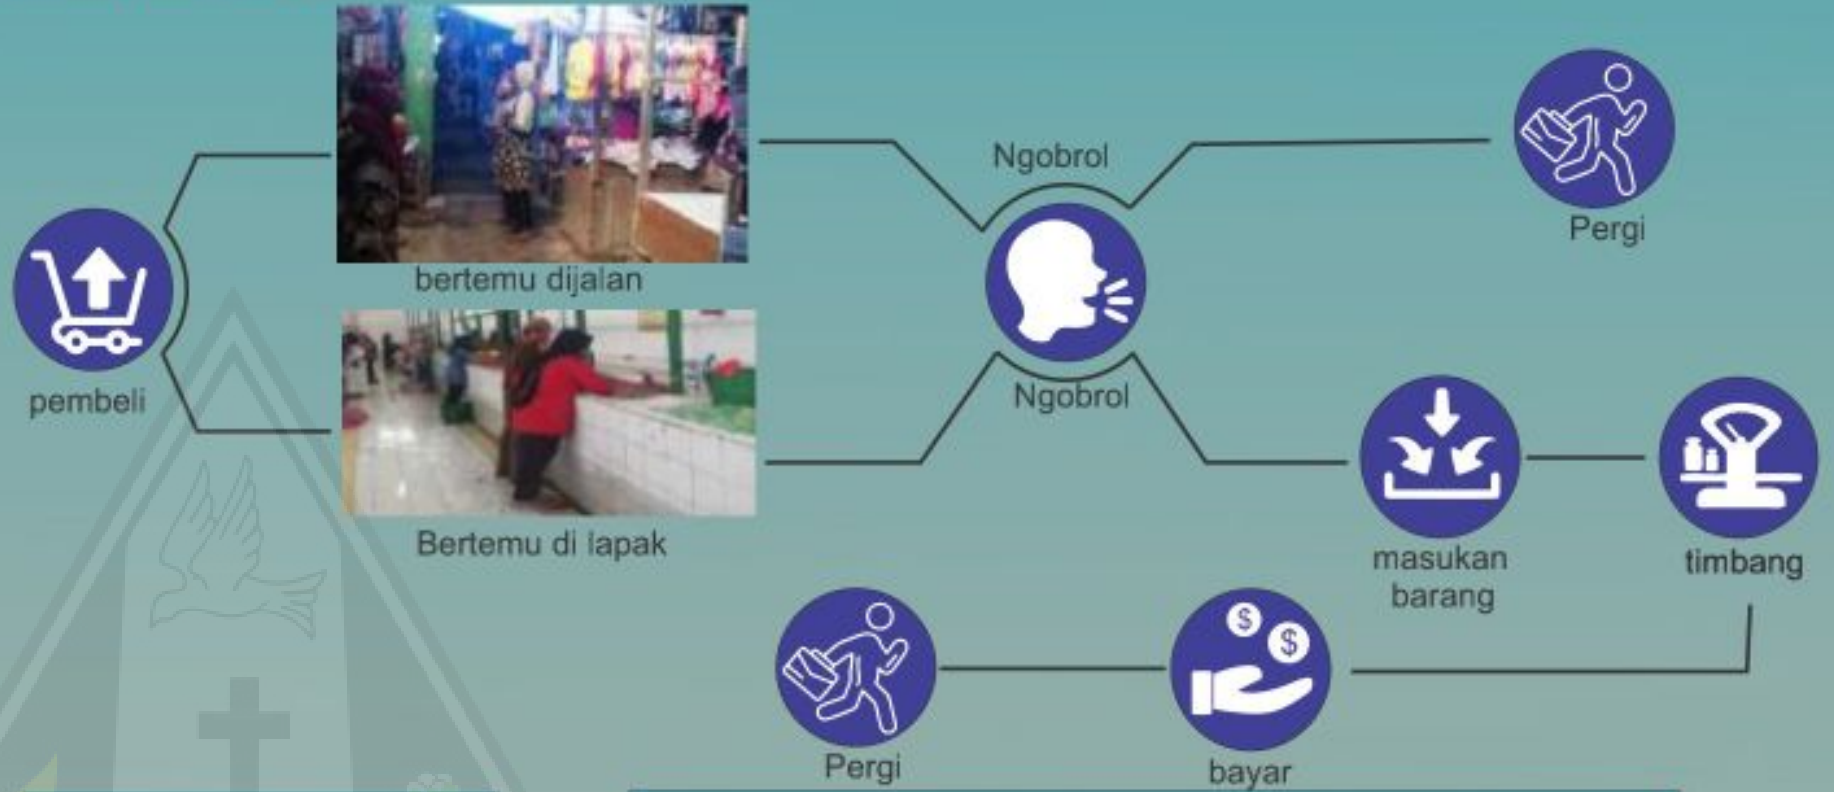 Ngobrol
Pergi
bertemu dijalan
pembeli
Ngobrol
Bertemu di lapak
masukan
barang
timbang
$
$
Pergi
bayar